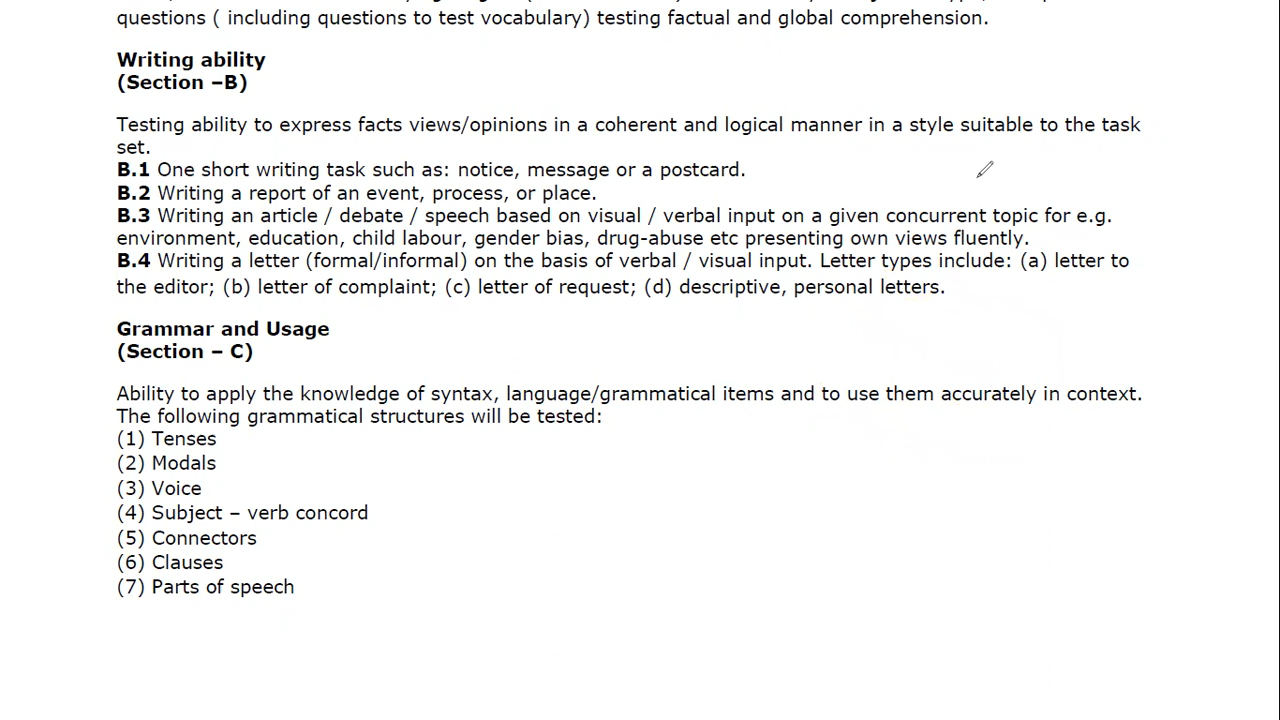 questions ( including questions to test vocabulary) testing factual and global comprehension.
Writing ability
(Section –B)
Testing ability to express facts views/opinions in a coherent and logical manner in a style suitable to the task
set.
B.1 One short writing task such as: notice, message or a postcard.
B.2 Writing a report of an event, process, or place.
B.3 Writing an article / debate / speech based on visual / verbal input on a given concurrent topic for e.g.
environment, education, child labour, gender bias, drug-abuse etc presenting own views fluently.
B.4 Writing a letter (formal/informal) on the basis of verbal / visual input. Letter types include: (a) letter to
the editor; (b) letter of complaint; (c) letter of request; (d) descriptive, personal letters.
Grammar and Usage
(Section – C)
Ability to apply the knowledge of syntax, language/grammatical items and to use them accurately in context.
The following grammatical structures will be tested:
(1) Tenses
(2) Modals
(3) Voice
(4) Subject – verb concord
(5) Connectors
(6) Clauses
(7) Parts of speech